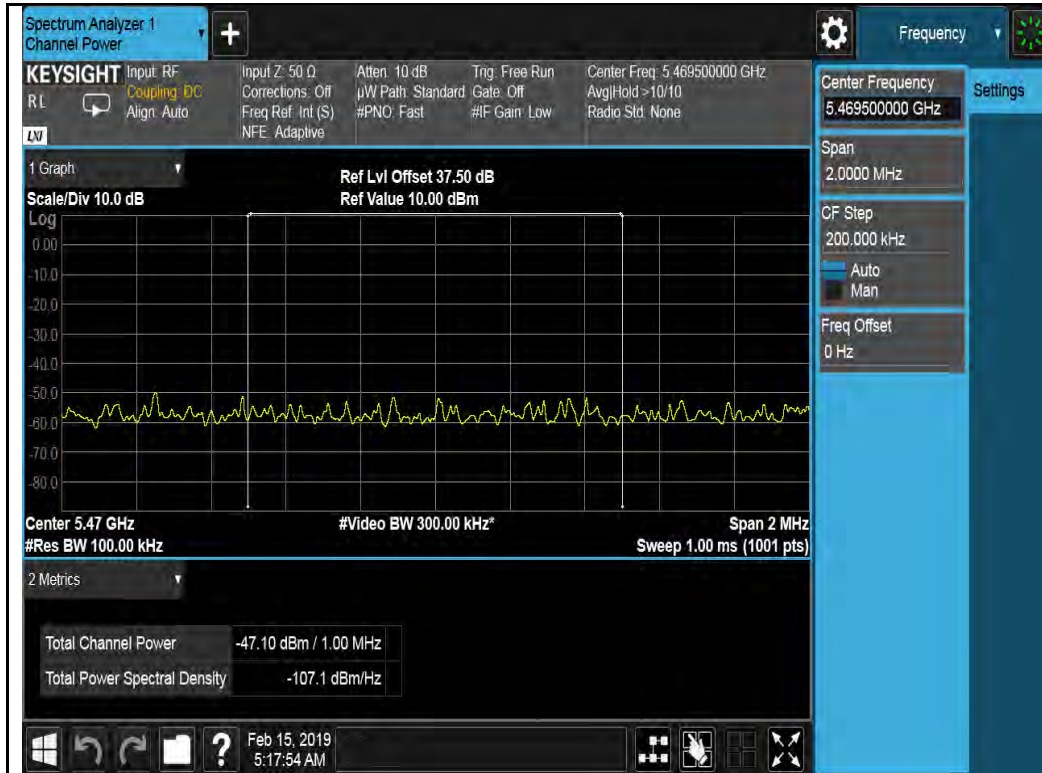 Spectrum Analyzer 1
Channel Power
Frequency
KEYSIGHT
RL
LXI
Input: RF
Coupling: DC
Align: Auto
Input Z: 50 Ω
Corrections: Off
Freq Ref: Int (S)
NFE: Adaptive
Atten: 10 dB
µW Path: Standard
#PNO: Fast
Trig: Free Run
Gate: Off
#IF Gain: Low
Center Freq: 5.469500000 GHz
Avg|Hold >10/10
Radio Std: None
Center Frequency
5.469500000 GHz
Settings
Span
2.0000 MHz
CF Step
200.000 kHz
Auto
Man
Freq Offset
0 Hz
1 Graph
Scale/Div 10.0 dB
Ref Lvl Offset 37.50 dB
Ref Value 10.00 dBm
Log
0.00
-10.0
-20.0
-30.0
-40.0
-50.0
-60.0
-70.0
-80.0
Center 5.47 GHz
#Video BW 300.00 kHz*
Span 2 MHz
#Res BW 100.00 kHz
Sweep 1.00 ms (1001 pts)
2 Metrics
Total Channel Power -47.10 dBm / 1.00 MHz
Total Power Spectral Density -107.1 dBm/Hz
?
Feb 15, 2019
5:17:54 AM